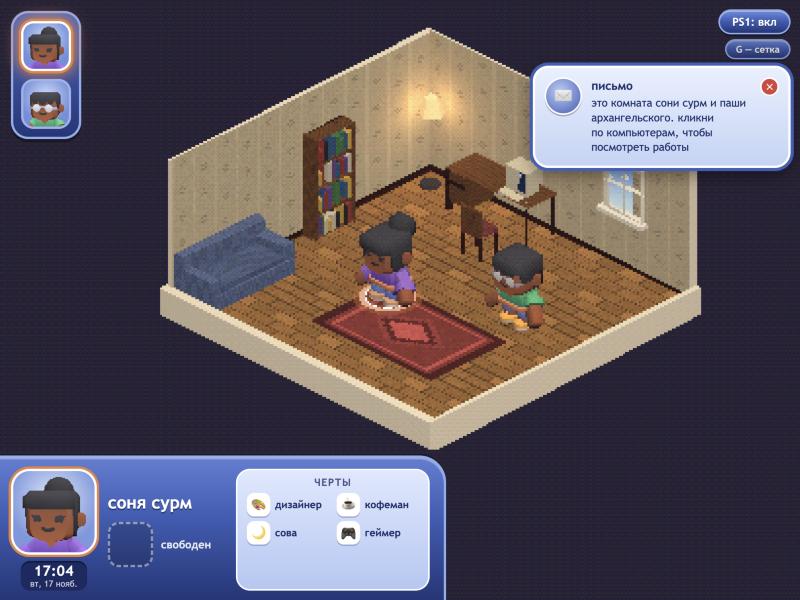 PS1: вкл
G — сетка
письмо
это комната сони сурм и паши
архангельского. кликни
по компьютерам, чтобы
посмотреть работы
соня сурм
свободен
17:04
вт, 17 нояб.
ЧЕРТЫ
дизайнер
кофеман
сова
геймер